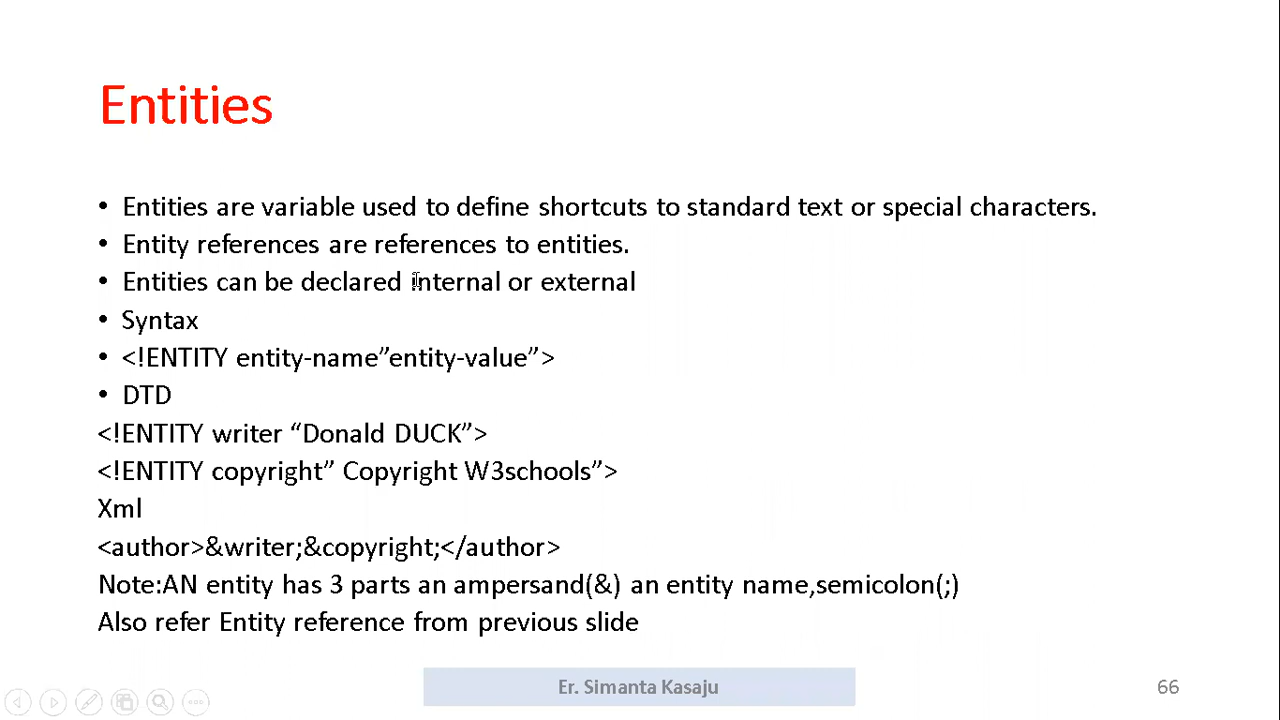 Entities
• Entities are variable used to define shortcuts to standard text or special characters.
• Entity references are references to entities.
• Entities can be declared internal or external
• Syntax
• <!ENTITY entity-name”entity-value”>
• DTD
<!ENTITY writer “Donald DUCK”>
<!ENTITY copyright” Copyright W3schools”>
Xml
<author>&writer;&copyright;</author>
Note:AN entity has 3 parts an ampersand(&) an entity name,semicolon(;)
Also refer Entity reference from previous slide
Er. Simanta Kasaju
66